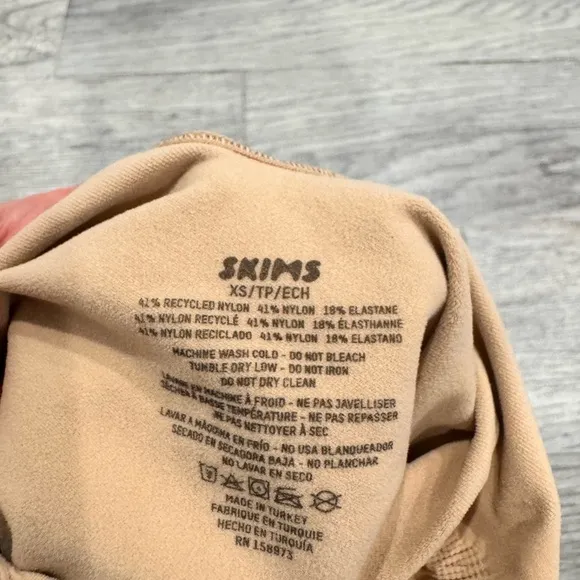 SKIMS
XS/TP/ECH
41% RECYCLED NYLON 41% NYLON 18% ELASTANE
41% NYLON RECYCLÉ 41% NYLON 18% ÉLASTHANNE
41% NYLON RECICLADO 41% NYLON 18% ELASTANO
MACHINE WASH COLD - DO NOT BLEACH
TUMBLE DRY LOW - DO NOT IRON
DO NOT DRY CLEAN
LAVABLE EN MACHINE À FROID - NE PAS JAVELLISER
SÉCHER À BASSE TEMPÉRATURE - NE PAS REPASSER
NE PAS NETTOYER À SEC
LAVAR A MÁQUINA EN FRÍO - NO USA BLANQUEADOR
SECADO EN SECADORA BAJA - NO PLANCHAR
NO LAVAR EN SECO
MADE IN TURKEY
FABRIQUE EN TURQUIE
HECHO EN TURQUÍA
RN 158973